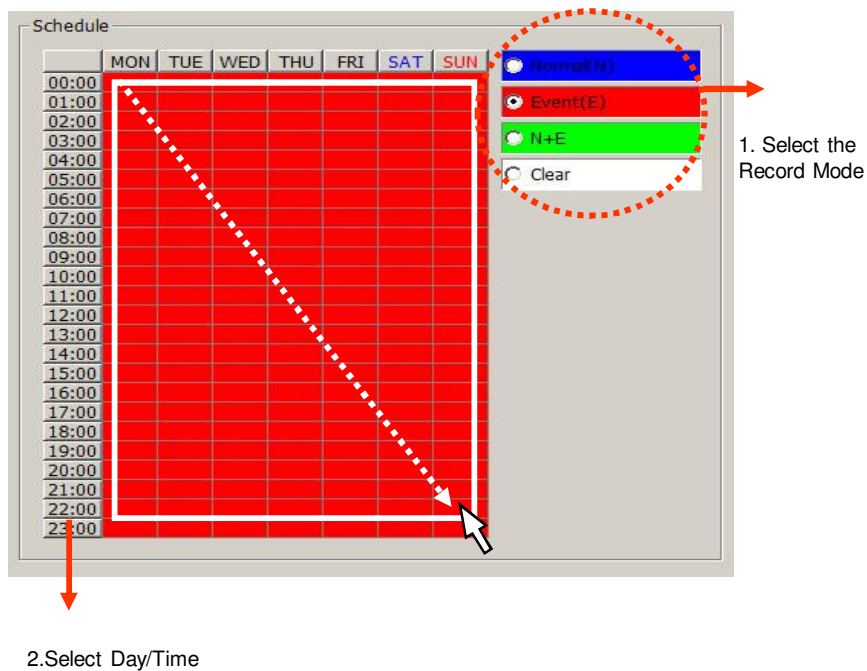 Schedule
MON TUE WED THU FRI SAT SUN
00:00
01:00
02:00
03:00
04:00
05:00
06:00
07:00
08:00
09:00
10:00
11:00
12:00
13:00
14:00
15:00
16:00
17:00
18:00
19:00
20:00
21:00
22:00
23:00
Normal(N)
Event(E)
N+E
Clear
1. Select the
Record Mode
2.Select Day/Time